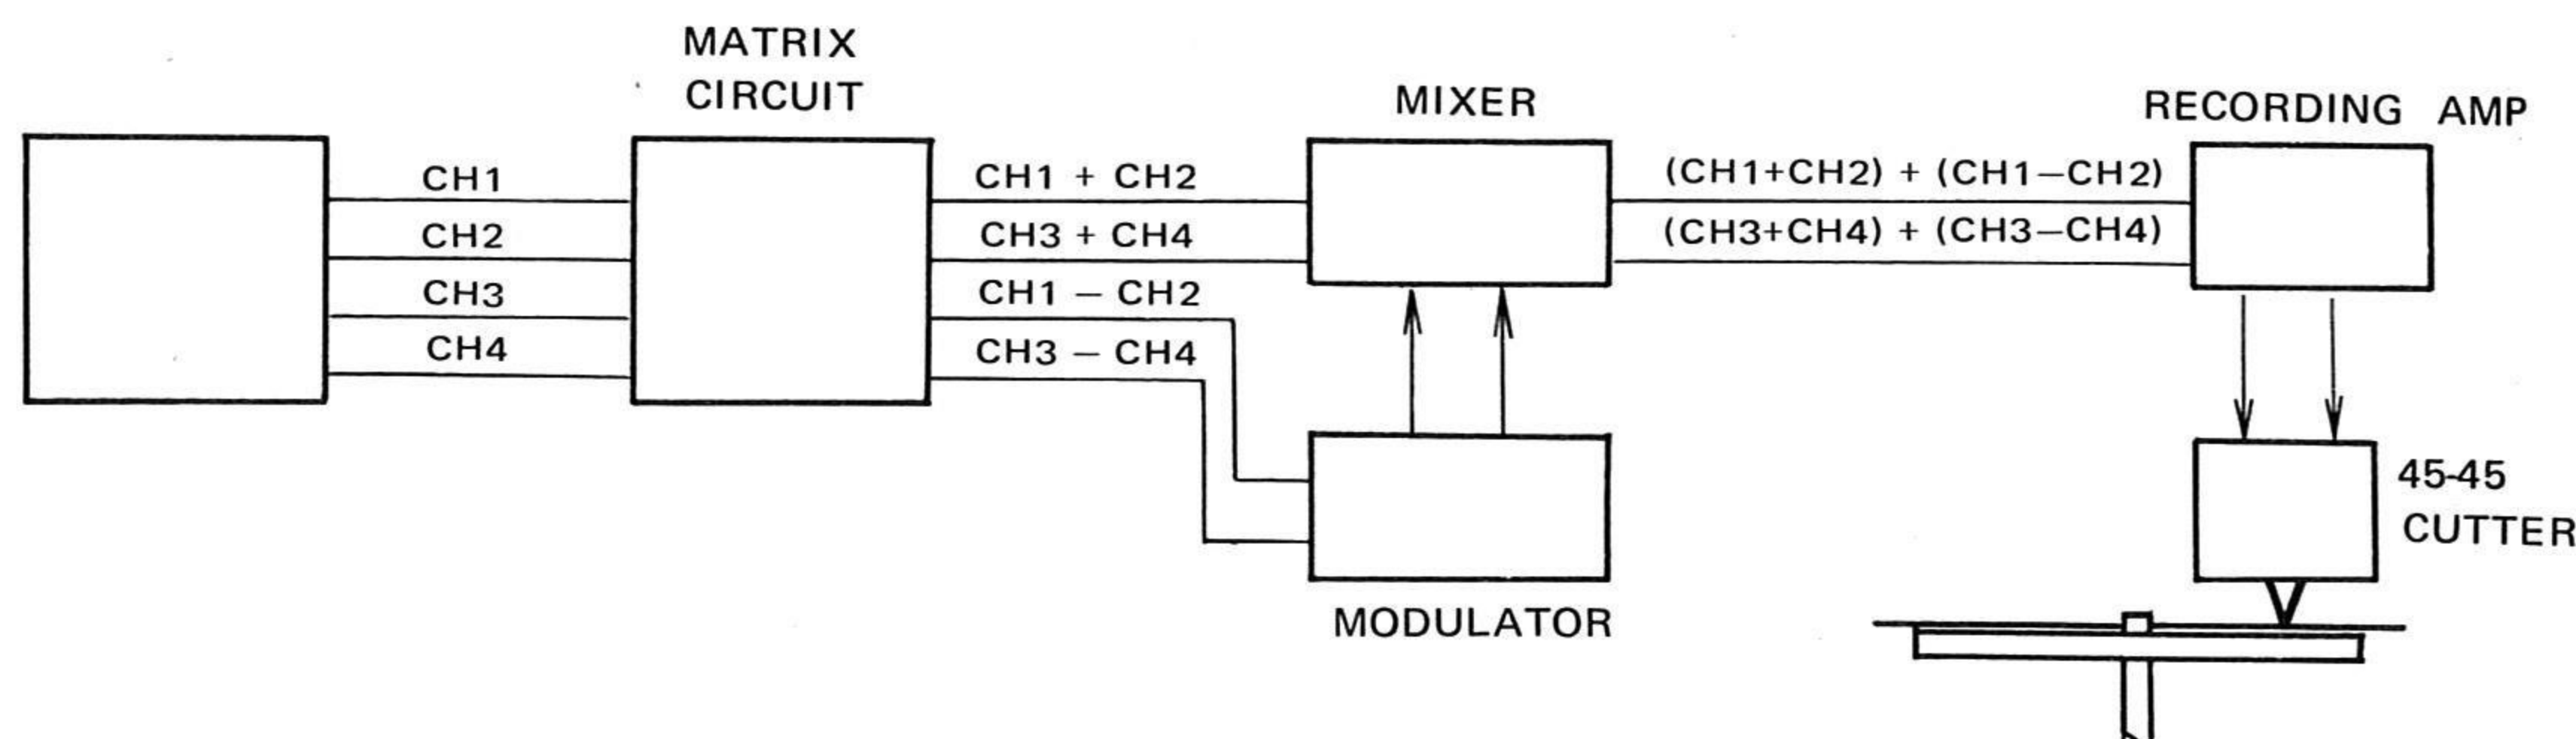 MATRIX
CIRCUIT
MIXER
RECORDING AMP
CH1
CH2
CH3
CH4
CH1 + CH2
CH3 + CH4
CH1 – CH2
CH3 – CH4
(CH1+CH2) + (CH1–CH2)
(CH3+CH4) + (CH3–CH4)
45-45
CUTTER
MODULATOR